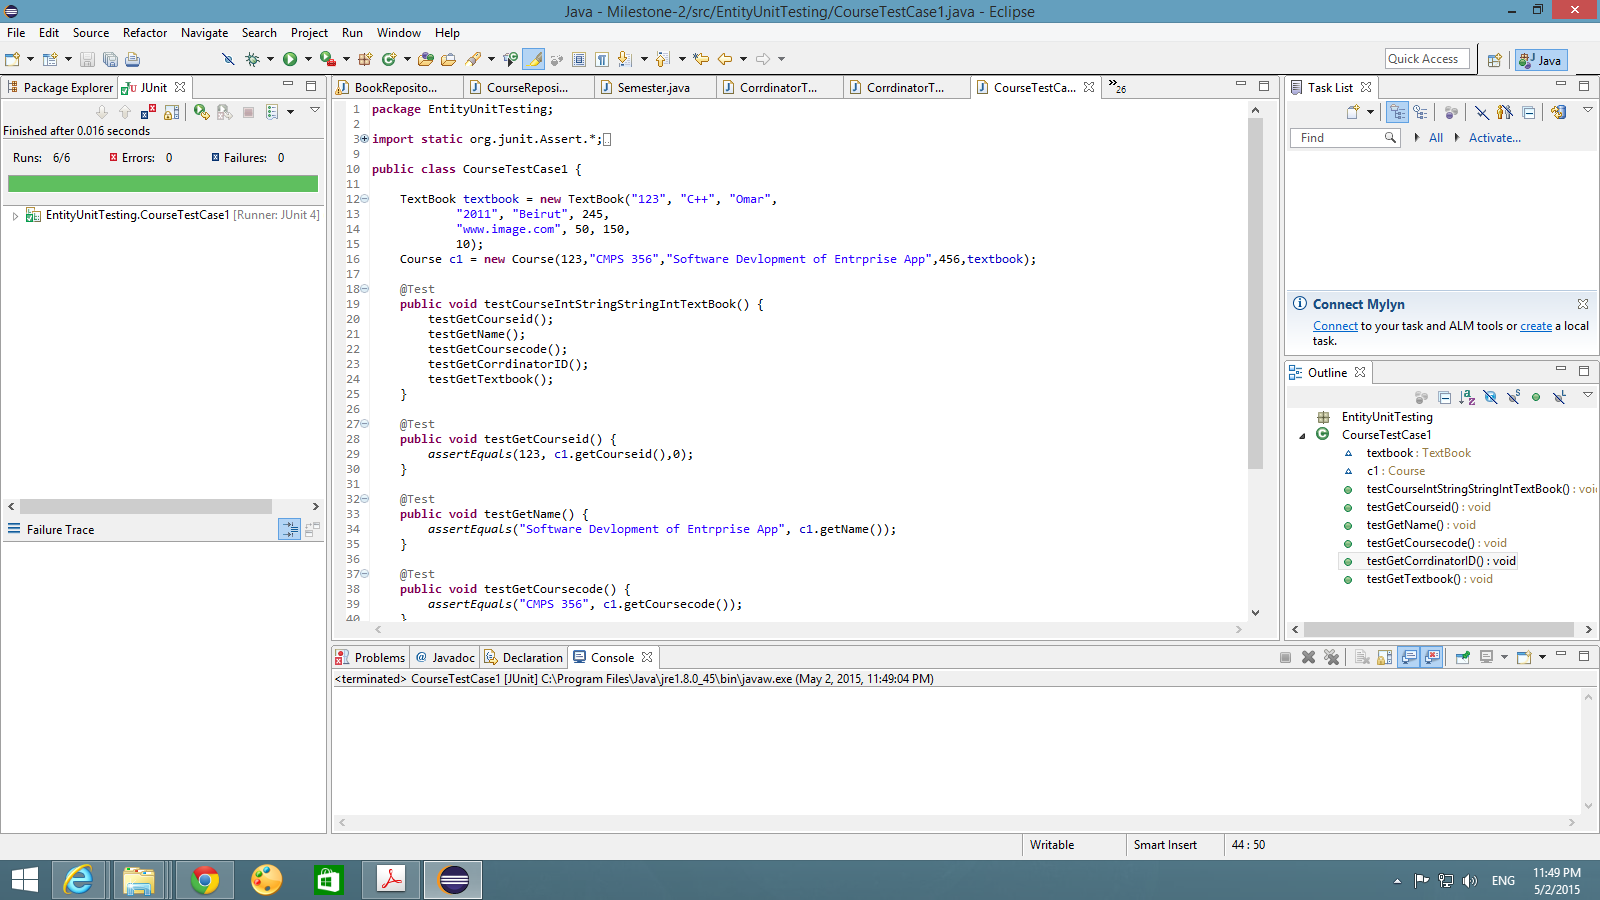 Java - Milestone-2/src/EntityUnitTesting/CourseTestCase1.java - Eclipse
File Edit Source Refactor Navigate Search Project Run Window Help
Quick Access
Java
Package Explorer
JUnit
Finished after 0.016 seconds
Runs: 6/6 Errors: 0 Failures: 0
EntityUnitTesting.CourseTestCase1 [Runner: JUnit 4]
Failure Trace
BookReposito...
CourseReposi...
Semester.java
CorrdinatorT...
CorrdinatorT...
CourseTestCa...
»26
1 package EntityUnitTesting;
2
3 import static org.junit.Assert.*;
9
10 public class CourseTestCase1 {
11
12 TextBook textbook = new TextBook("123", "C++", "Omar",
13 "2011", "Beirut", 245,
14 "www.image.com", 50, 150,
15 10);
16 Course c1 = new Course(123,"CMPS 356","Software Devlopment of Entrprise App",456,textbook);
17
18 @Test
19 public void testCourseIntStringStringIntTextBook() {
20 testGetCourseid();
21 testGetName();
22 testGetCoursecode();
23 testGetCorrdinatorID();
24 testGetTextbook();
25 }
26
27 @Test
28 public void testGetCourseid() {
29 assertEquals(123, c1.getCourseid(),0);
30 }
31
32 @Test
33 public void testGetName() {
34 assertEquals("Software Devlopment of Entrprise App", c1.getName());
35 }
36
37 @Test
38 public void testGetCoursecode() {
39 assertEquals("CMPS 356", c1.getCoursecode());
40 }
Task List
Find
All
Activate...
Connect Mylyn
Connect to your task and ALM tools or create a local
task.
Outline
EntityUnitTesting
CourseTestCase1
textbook : TextBook
c1 : Course
testCourseIntStringStringIntTextBook() : voi
testGetCourseid() : void
testGetName() : void
testGetCoursecode() : void
testGetCorrdinatorID() : void
testGetTextbook() : void
Problems
@ Javadoc
Declaration
Console
<terminated> CourseTestCase1 [JUnit] C:\Program Files\Java\jre1.8.0_45\bin\javaw.exe (May 2, 2015, 11:49:04 PM)
Writable
Smart Insert
44 : 50
ENG
11:49 PM
5/2/2015